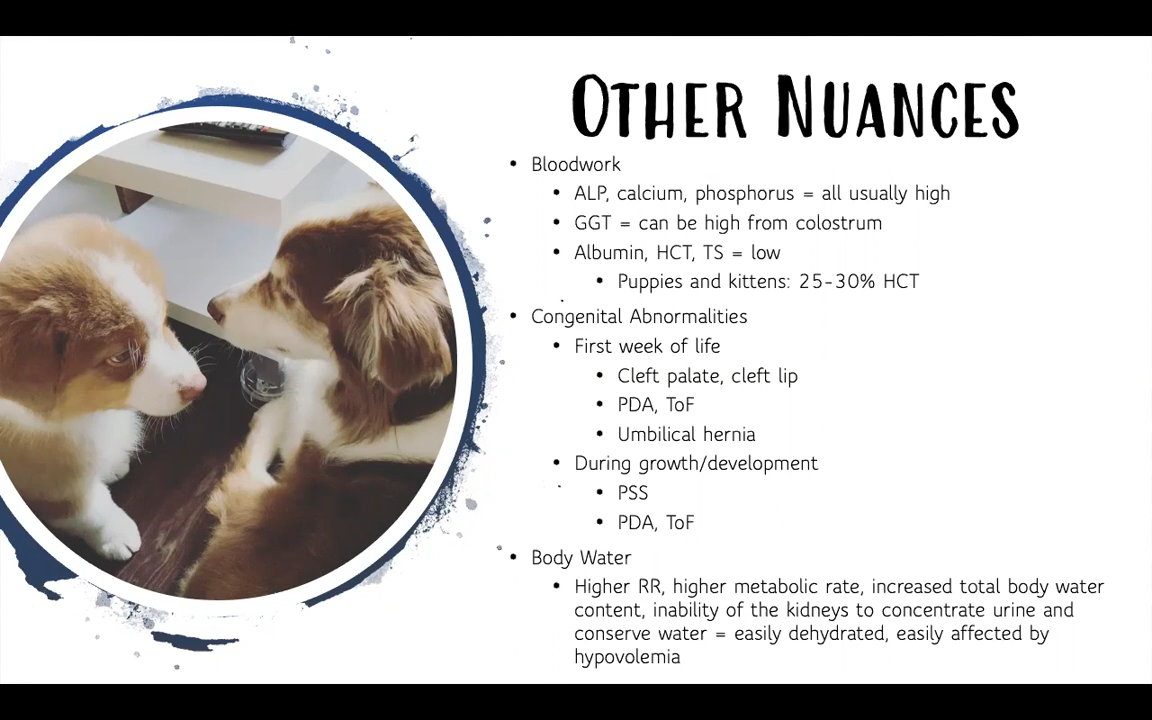 OTHER NUANCES
• Bloodwork
• ALP, calcium, phosphorus = all usually high
• GGT = can be high from colostrum
• Albumin, HCT, TS = low
• Puppies and kittens: 25-30% HCT
• Congenital Abnormalities
• First week of life
• Cleft palate, cleft lip
• PDA, ToF
• Umbilical hernia
• During growth/development
• PSS
• PDA, ToF
• Body Water
• Higher RR, higher metabolic rate, increased total body water
content, inability of the kidneys to concentrate urine and
conserve water = easily dehydrated, easily affected by
hypovolemia